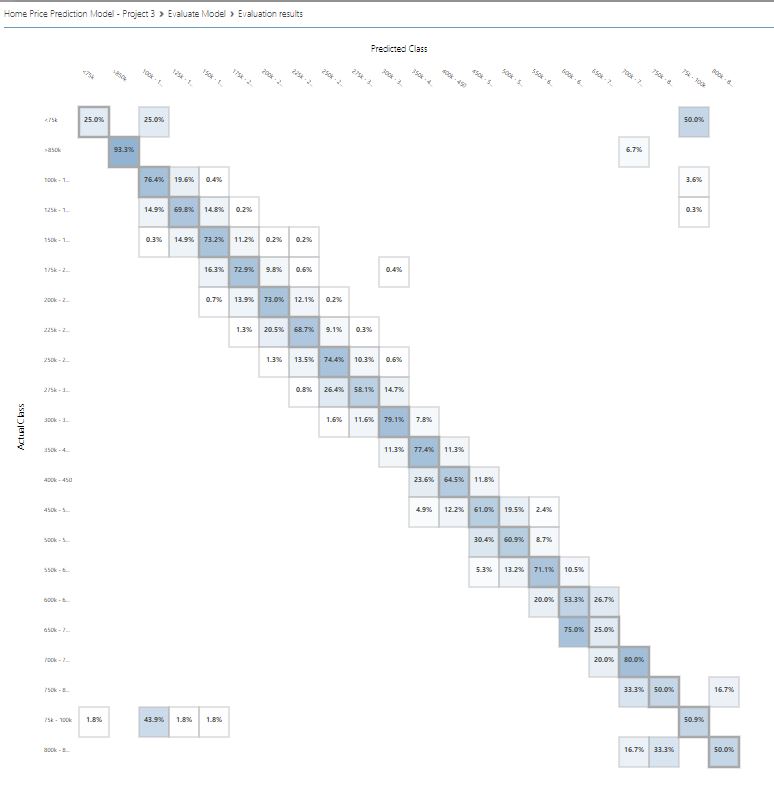 Home Price Prediction Model - Project 3 › Evaluate Model › Evaluation results
Predicted Class
<75k >850k 100k - 1... 125k - 1... 150k - 1... 175k - 2... 200k - 2... 225k - 2... 250k - 2... 275k - 3... 300k - 3... 350k - 4... 400k - 450 450k - 5... 500k - 5... 550k - 6... 600k - 6... 650k - 7... 700k - 7... 750k - 8... 75k - 100k 800k - 8...
Actual Class
<75k 25.0% 25.0% 50.0%
>850k 93.3% 6.7%
100k - 1... 76.4% 19.6% 0.4% 3.6%
125k - 1... 14.9% 69.8% 14.8% 0.2% 0.3%
150k - 1... 0.3% 14.9% 73.2% 11.2% 0.2% 0.2%
175k - 2... 16.3% 72.9% 9.8% 0.6% 0.4%
200k - 2... 0.7% 13.9% 73.0% 12.1% 0.2%
225k - 2... 1.3% 20.5% 68.7% 9.1% 0.3%
250k - 2... 1.3% 13.5% 74.4% 10.3% 0.6%
275k - 3... 0.8% 26.4% 58.1% 14.7%
300k - 3... 1.6% 11.6% 79.1% 7.8%
350k - 4... 11.3% 77.4% 11.3%
400k - 450 23.6% 64.5% 11.8%
450k - 5... 4.9% 12.2% 61.0% 19.5% 2.4%
500k - 5... 30.4% 60.9% 8.7%
550k - 6... 5.3% 13.2% 71.1% 10.5%
600k - 6... 20.0% 53.3% 26.7%
650k - 7... 75.0% 25.0%
700k - 7... 20.0% 80.0%
750k - 8... 33.3% 50.0% 16.7%
75k - 100k 1.8% 43.9% 1.8% 1.8% 50.9%
800k - 8... 16.7% 33.3% 50.0%